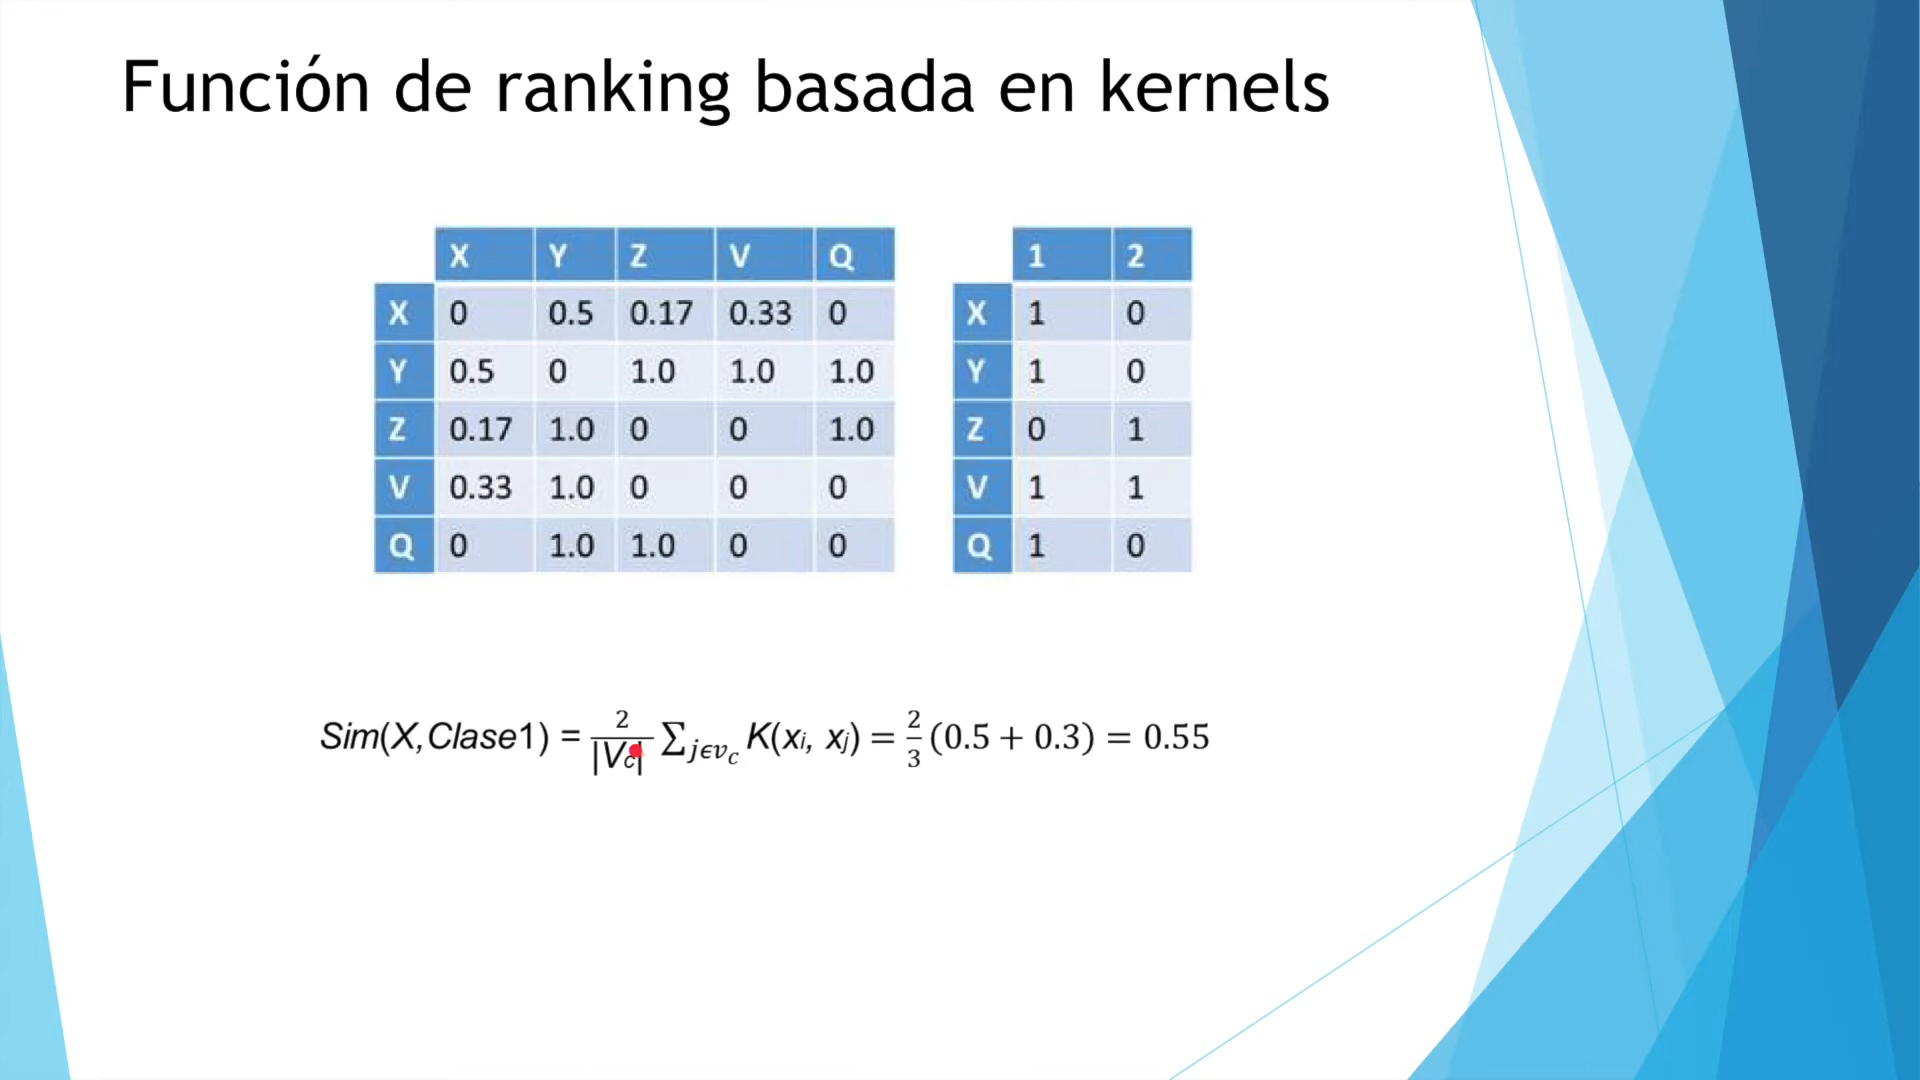 Función de ranking basada en kernels
X Y Z V Q
X 0 0.5 0.17 0.33 0
Y 0.5 0 1.0 1.0 1.0
Z 0.17 1.0 0 0 1.0
V 0.33 1.0 0 0 0
Q 0 1.0 1.0 0 0
1 2
X 1 0
Y 1 0
Z 0 1
V 1 1
Q 1 0
Sim(X,Clase1) = 2/|Vc| ∑jϵvc K(xi, xj) = 2/3 (0.5 + 0.3) = 0.55